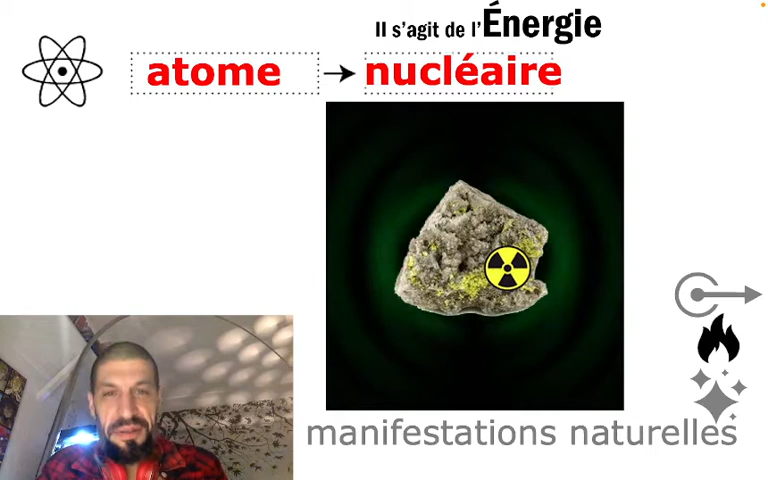 Il s'agit de l'Énergie
atome → nucléaire
manifestations naturelles